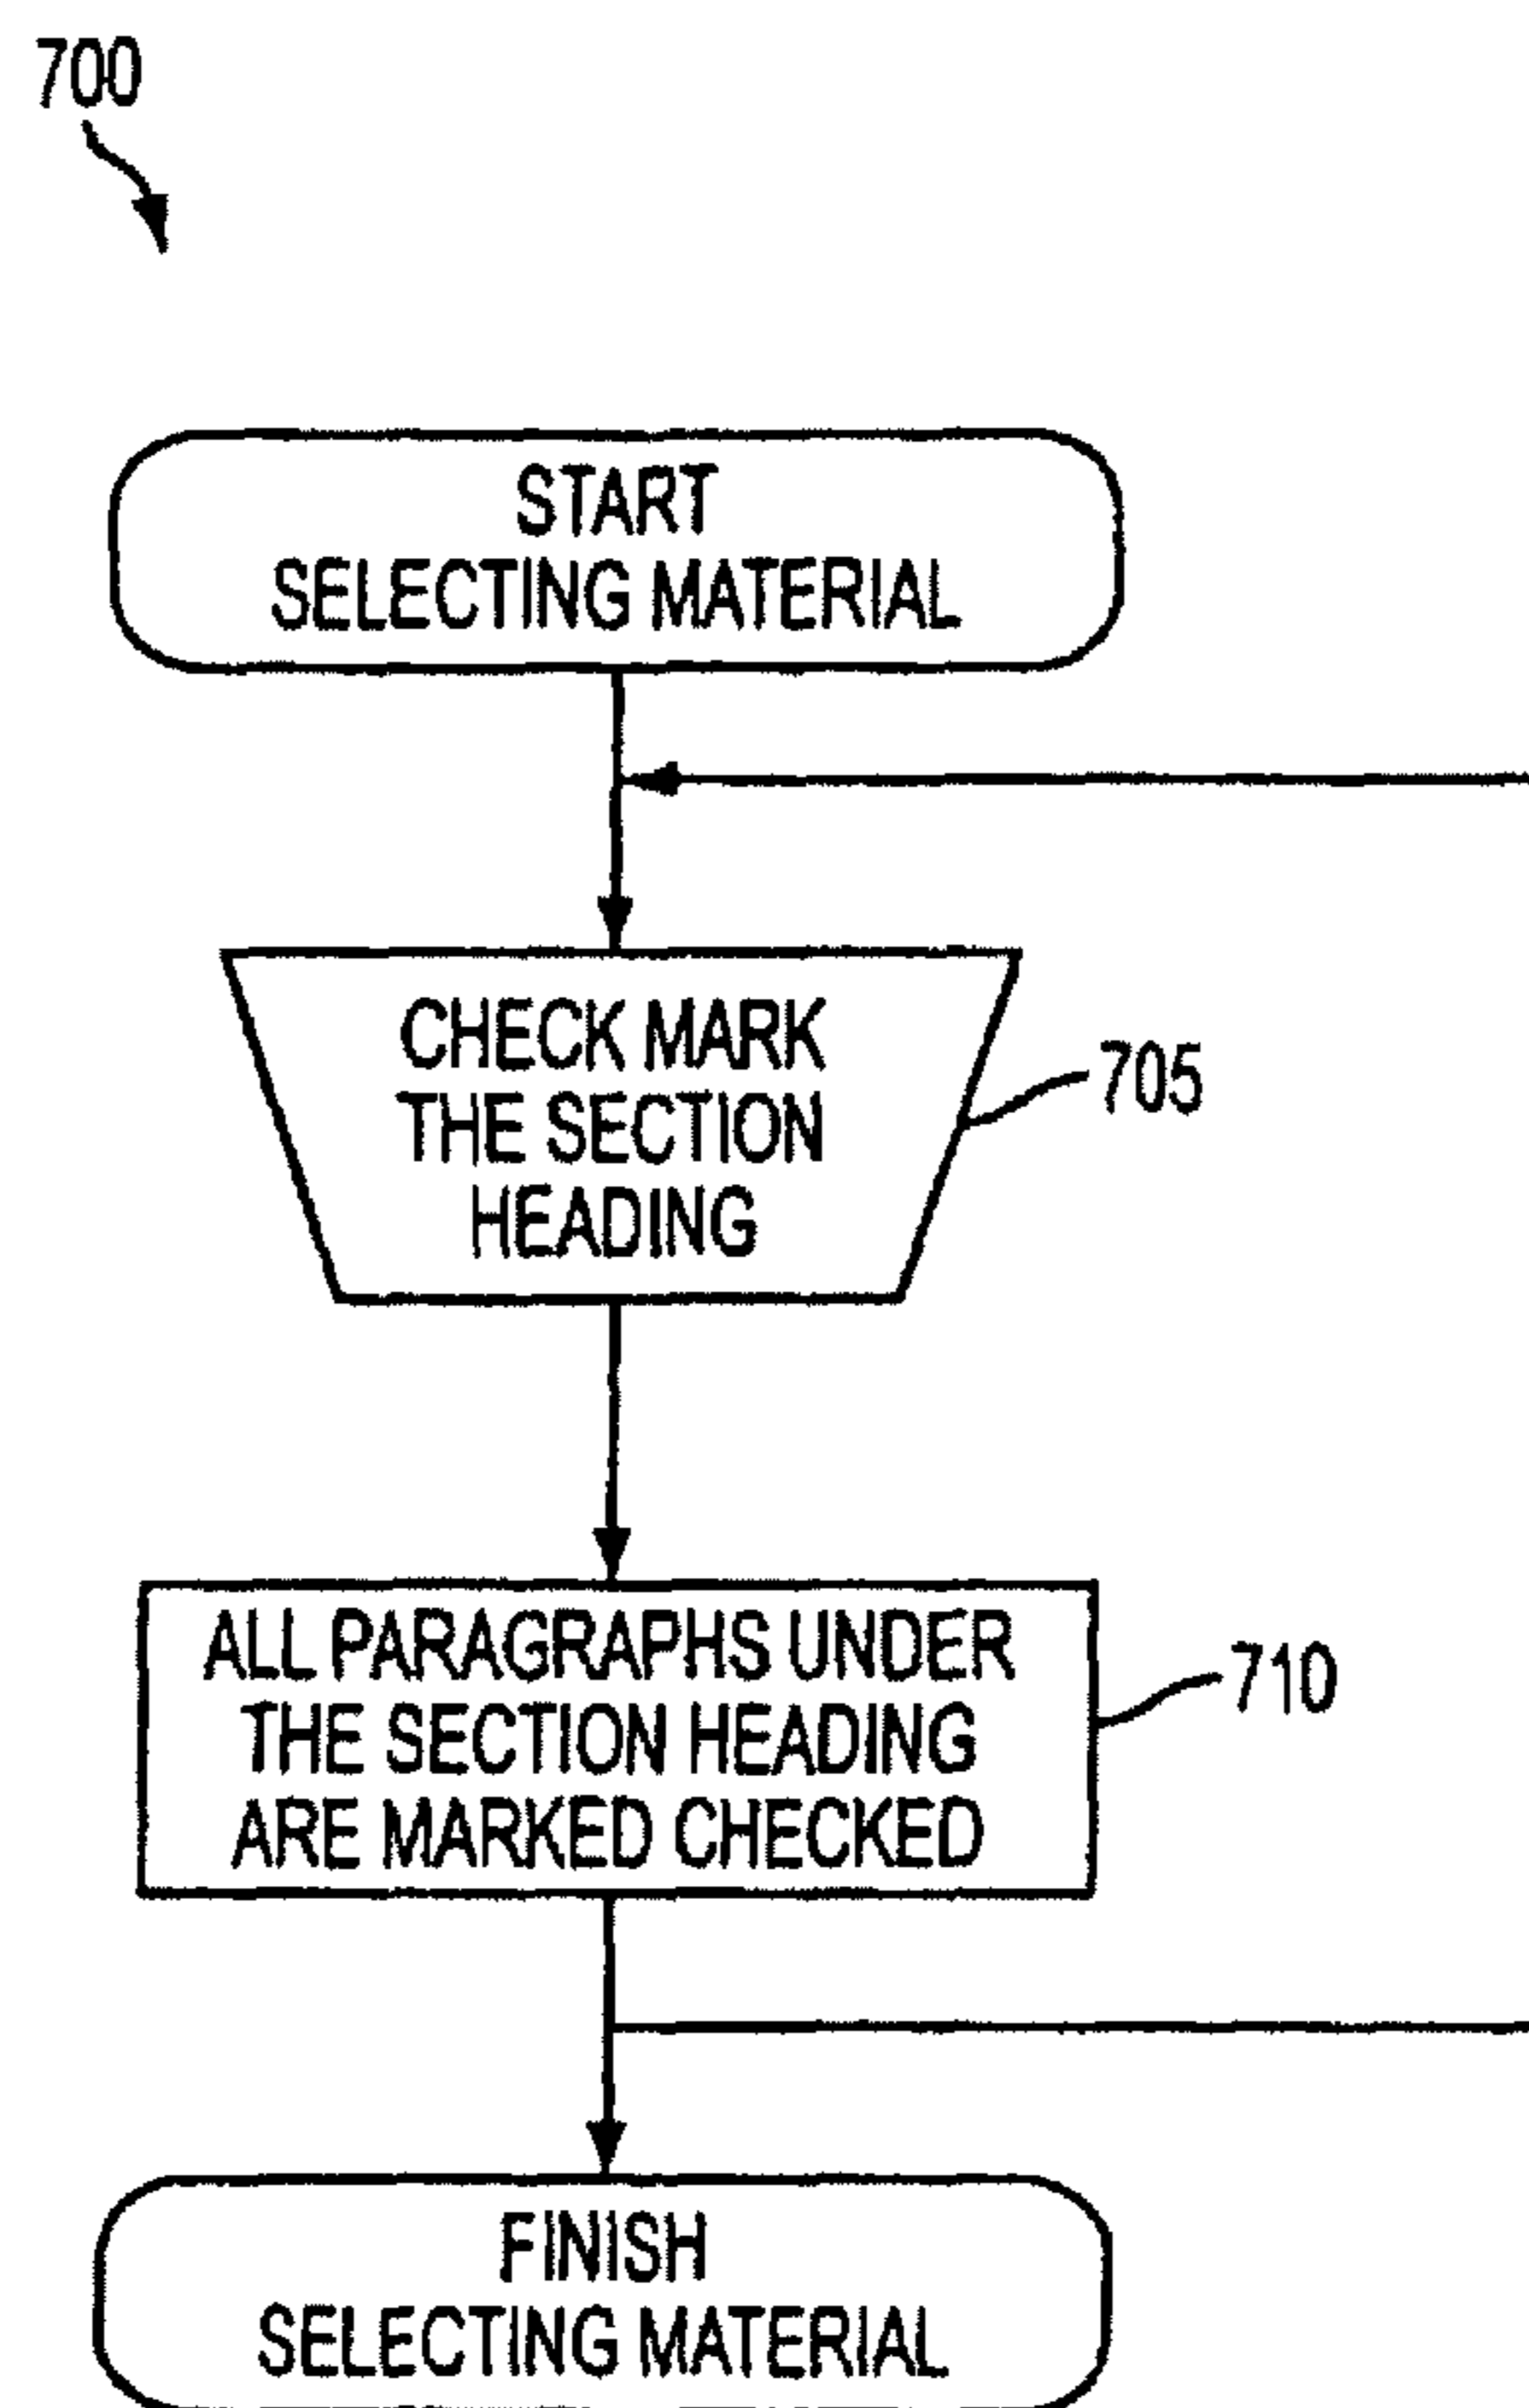 700
START
SELECTING MATERIAL
CHECK MARK
THE SECTION
HEADING
705
ALL PARAGRAPHS UNDER
THE SECTION HEADING
ARE MARKED CHECKED
710
FINISH
SELECTING MATERIAL